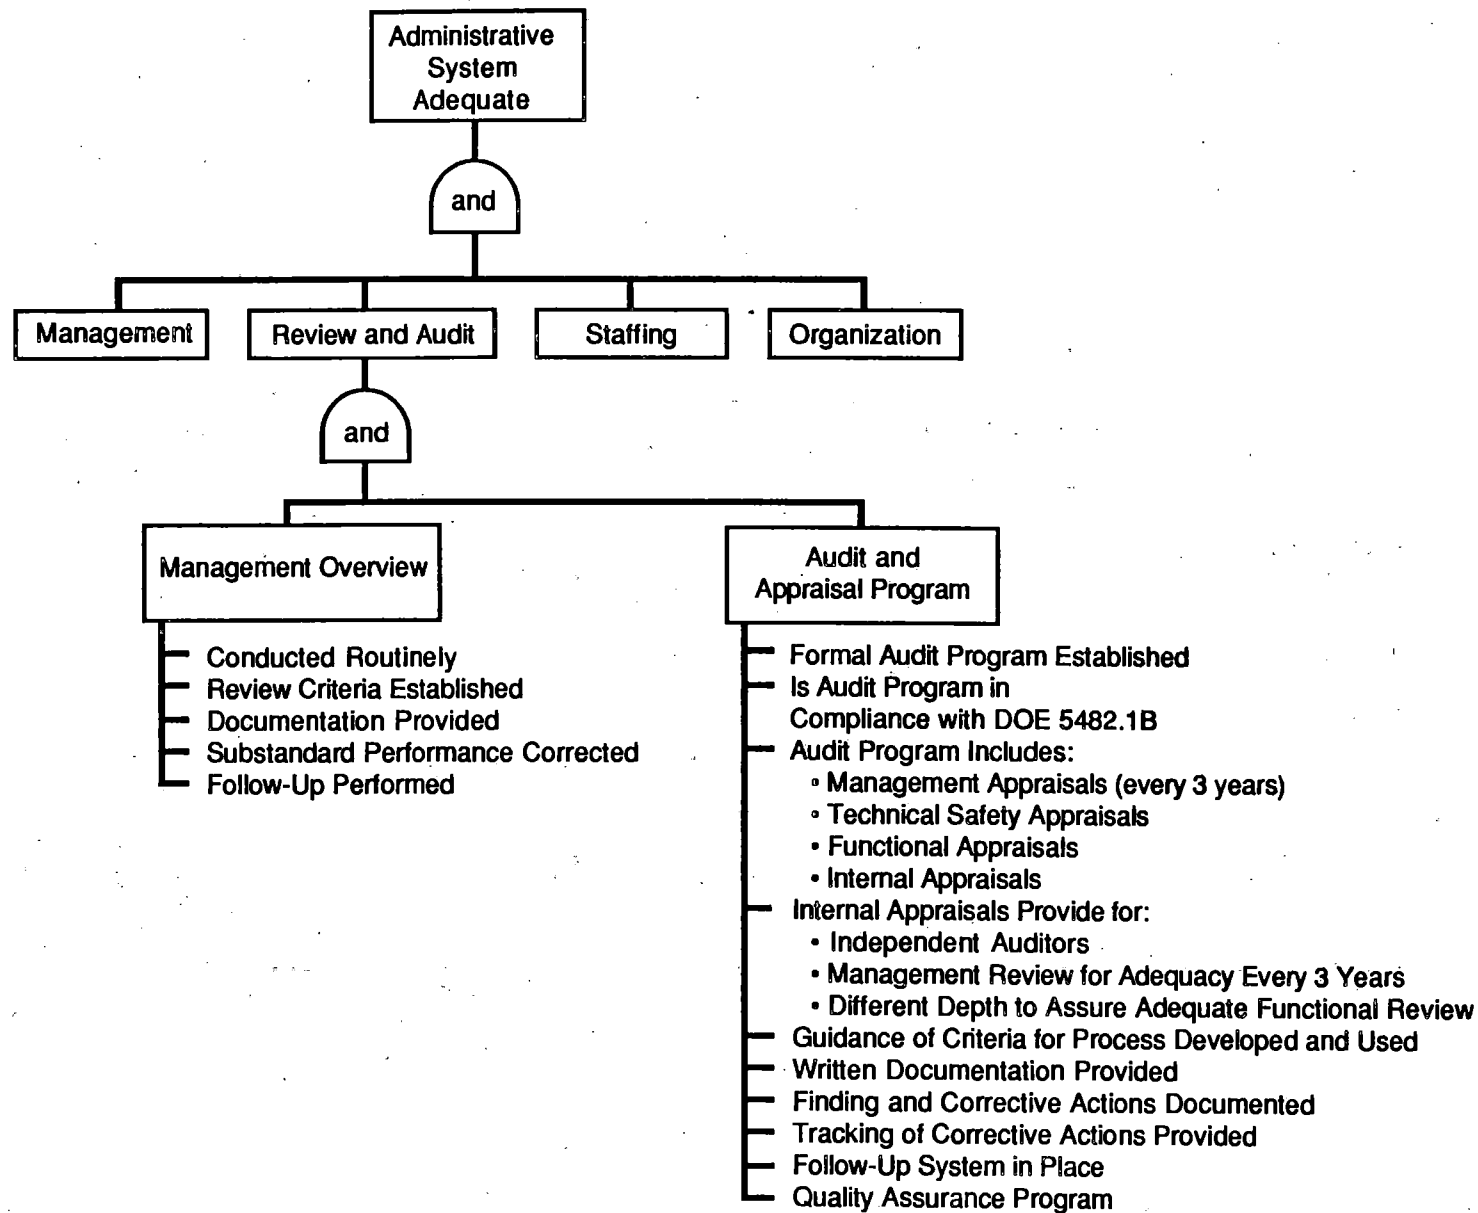 Administrative
System
Adequate
and
Management
Review and Audit
Staffing
Organization
and
Management Overview
Audit and
Appraisal Program
Conducted Routinely
Review Criteria Established
Documentation Provided
Substandard Performance Corrected
Follow-Up Performed
Formal Audit Program Established
Is Audit Program in
Compliance with DOE 5482.1B
Audit Program Includes:
• Management Appraisals (every 3 years)
• Technical Safety Appraisals
• Functional Appraisals
• Internal Appraisals
Internal Appraisals Provide for:
• Independent Auditors
• Management Review for Adequacy Every 3 Years
• Different Depth to Assure Adequate Functional Review
Guidance of Criteria for Process Developed and Used
Written Documentation Provided
Finding and Corrective Actions Documented
Tracking of Corrective Actions Provided
Follow-Up System in Place
Quality Assurance Program